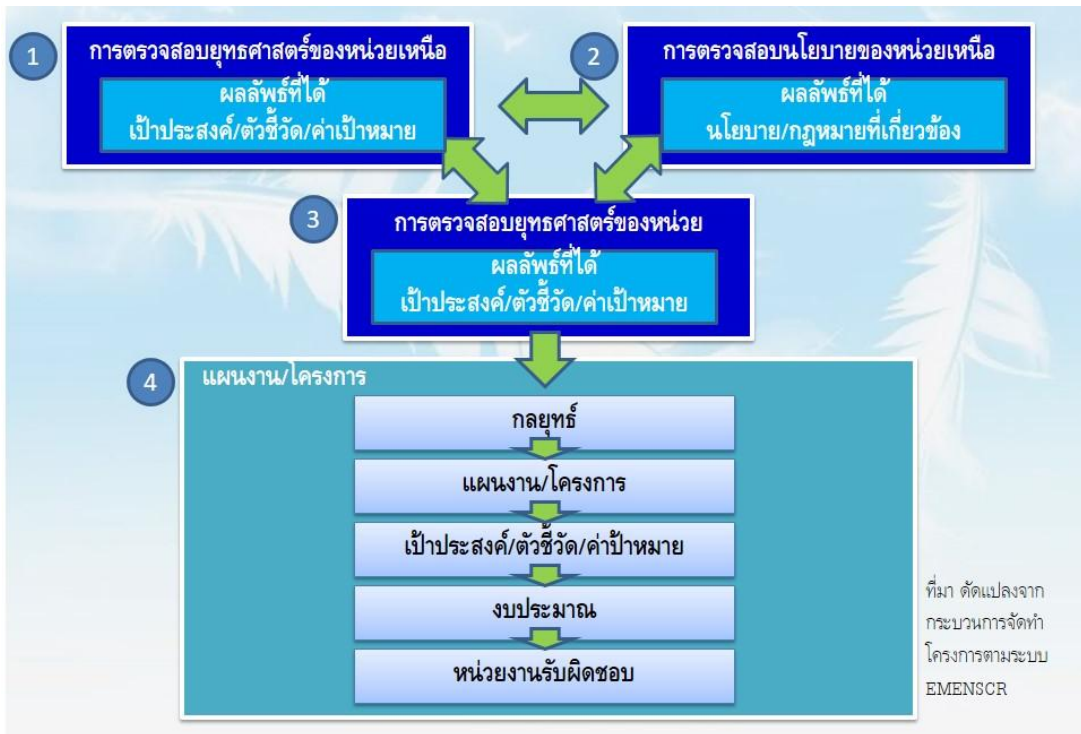 1
การตรวจสอบยุทธศาสตร์ของหน่วยเหนือ
ผลลัพธ์ที่ได้
เป้าประสงค์/ตัวชี้วัด/ค่าเป้าหมาย
2
การตรวจสอบนโยบายของหน่วยเหนือ
ผลลัพธ์ที่ได้
นโยบาย/กฎหมายที่เกี่ยวข้อง
3
การตรวจสอบยุทธศาสตร์ของหน่วย
ผลลัพธ์ที่ได้
เป้าประสงค์/ตัวชี้วัด/ค่าเป้าหมาย
4
แผนงาน/โครงการ
กลยุทธ์
แผนงาน/โครงการ
เป้าประสงค์/ตัวชี้วัด/ค่าป้าหมาย
งบประมาณ
หน่วยงานรับผิดชอบ
ที่มา ดัดแปลงจาก
กระบวนการจัดทำ
โครงการตามระบบ
EMENSCR